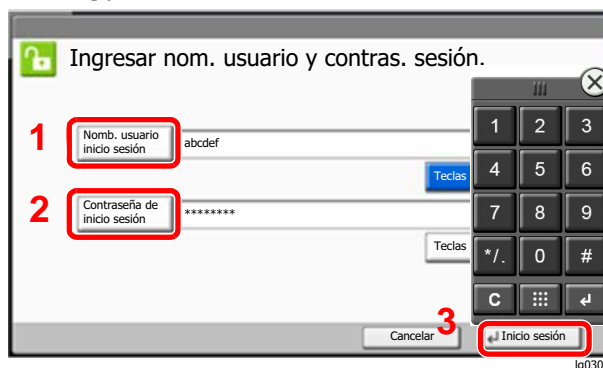 Ingresar nom. usuario y contras. sesión.
1
Nomb. usuario
inicio sesión
abcdef
Teclas
2
Contraseña de
inicio sesión
********
Teclas
1 2 3
4 5 6
7 8 9
*/. 0 #
C
3
Cancelar
Inicio sesión